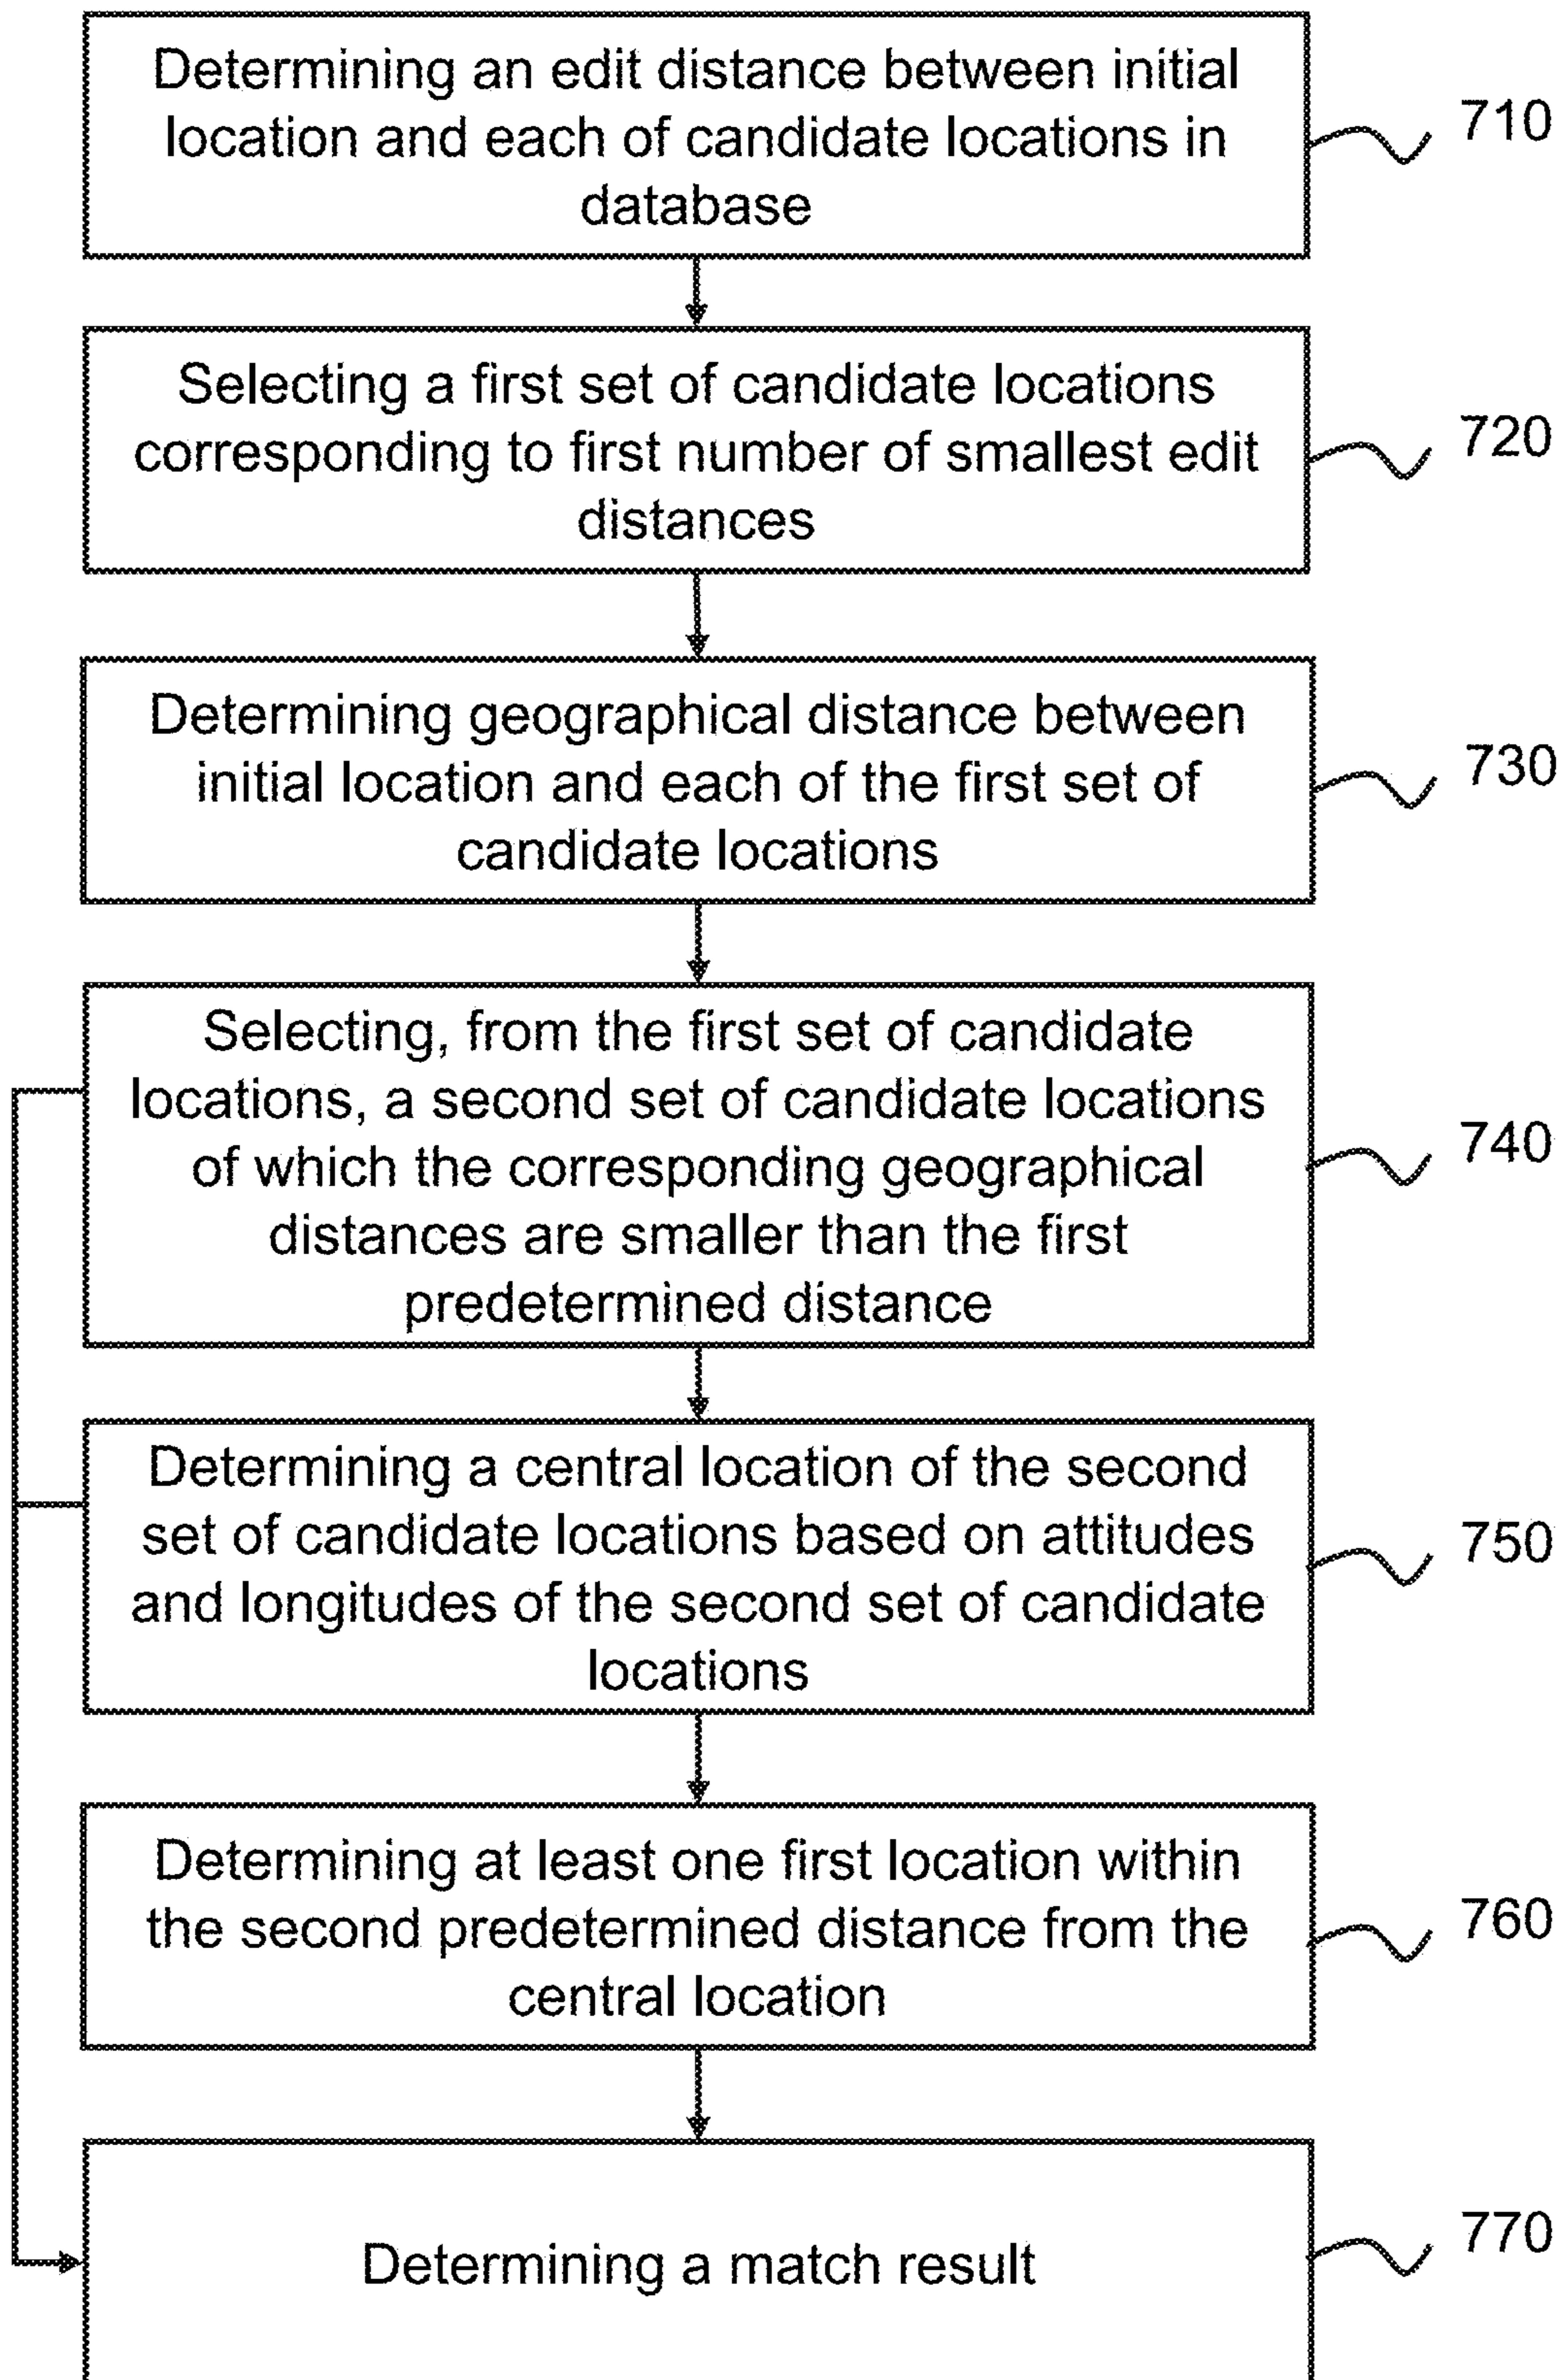 Determining an edit distance between initial
location and each of candidate locations in
database
710
Selecting a first set of candidate locations
corresponding to first number of smallest edit
distances
720
Determining geographical distance between
initial location and each of the first set of
candidate locations
730
Selecting, from the first set of candidate
locations, a second set of candidate locations
of which the corresponding geographical
distances are smaller than the first
predetermined distance
740
Determining a central location of the second
set of candidate locations based on attitudes
and longitudes of the second set of candidate
locations
750
Determining at least one first location within
the second predetermined distance from the
central location
760
Determining a match result
770